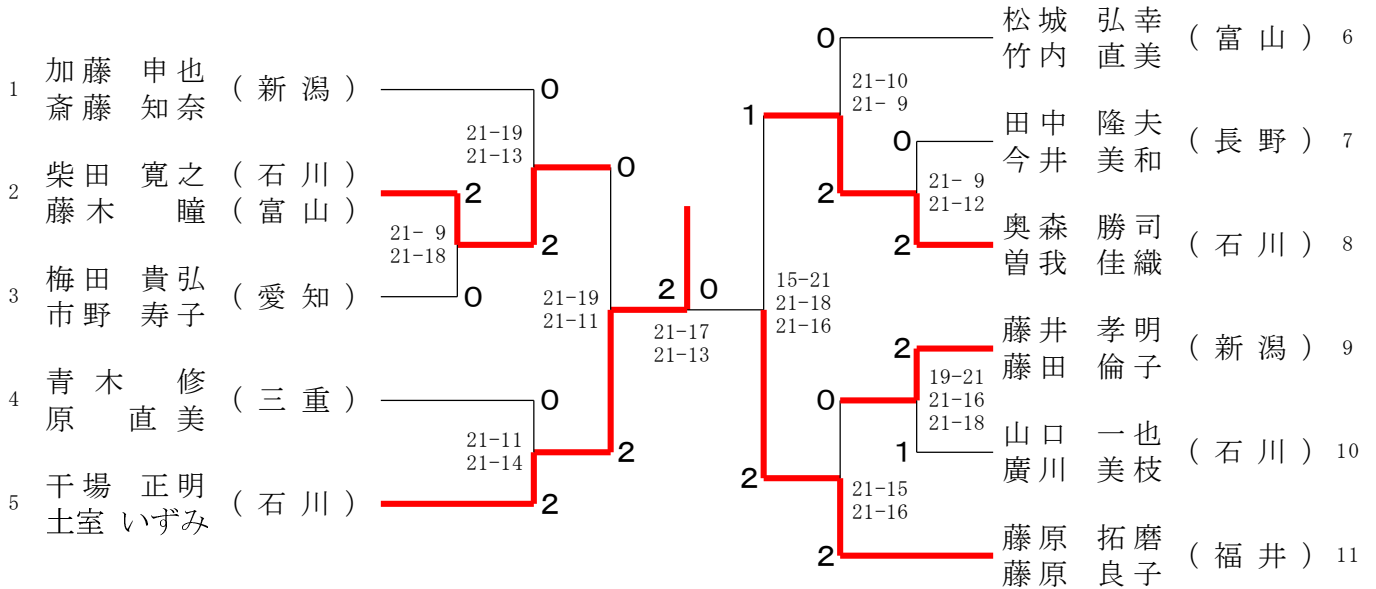 1 加藤 申也 斎藤 知奈 (新潟) 0
21-19
21-13
0
2 柴田 寛之 (石川) 2
藤木 瞳 (富山)
21- 9
21-18
2
3 梅田 貴弘 市野 寿子 (愛知) 0
21-19
21-11
4 青木 修 原 直美 (三重) 0
21-11
21-14
2
5 干場 正明 土室 いずみ (石川) 2
2 0
21-17
21-13
0 松城 弘幸 竹内 直美 (富山) 6
21-10
21- 9
1
0 田中 隆夫 今井 美和 (長野) 7
21- 9
21-12
2
2 奥森 勝司 曽我 佳織 (石川) 8
15-21
21-18
21-16
2 藤井 孝明 藤田 倫子 (新潟) 9
19-21
21-16
21-18
0
1 山口 一也 廣川 美枝 (石川) 10
2
21-15
21-16
2 藤原 拓磨 藤原 良子 (福井) 11